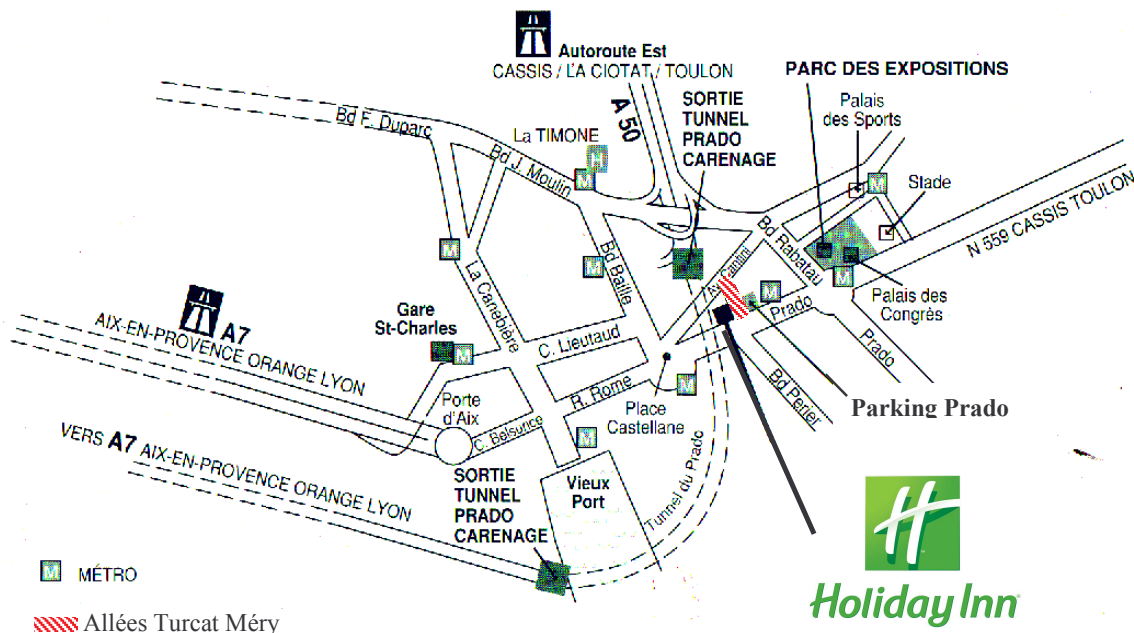 Autoroute Est
CASSIS / L'A CIOTAT / TOULON
A 50
PARC DES EXPOSITIONS
Palais
des Sports
SORTIE
TUNNEL
PRADO
CARENAGE
Bd F. Duparc
La TIMONE
H
M
Bd J. Moulin
M
Stade
N 559 CASSIS TOULON
Bd Rabatau
Av. Cantini
M
M
Bd Baille
M
M
Palais des
Congrès
La Canebière
Prado
Prado
A7
AIX-EN-PROVENCE ORANGE LYON
Gare
St-Charles
M
C. Lieutaud
Bd Perier
M
R. Rome
Place
Castellane
Parking Prado
Porte
d'Aix
C. Belsunce
M
VERS A7 AIX-EN-PROVENCE ORANGE LYON
SORTIE
TUNNEL
PRADO
CARENAGE
Vieux
Port
Tunnel du Prado
H
Holiday Inn
M MÉTRO
Allées Turcat Méry